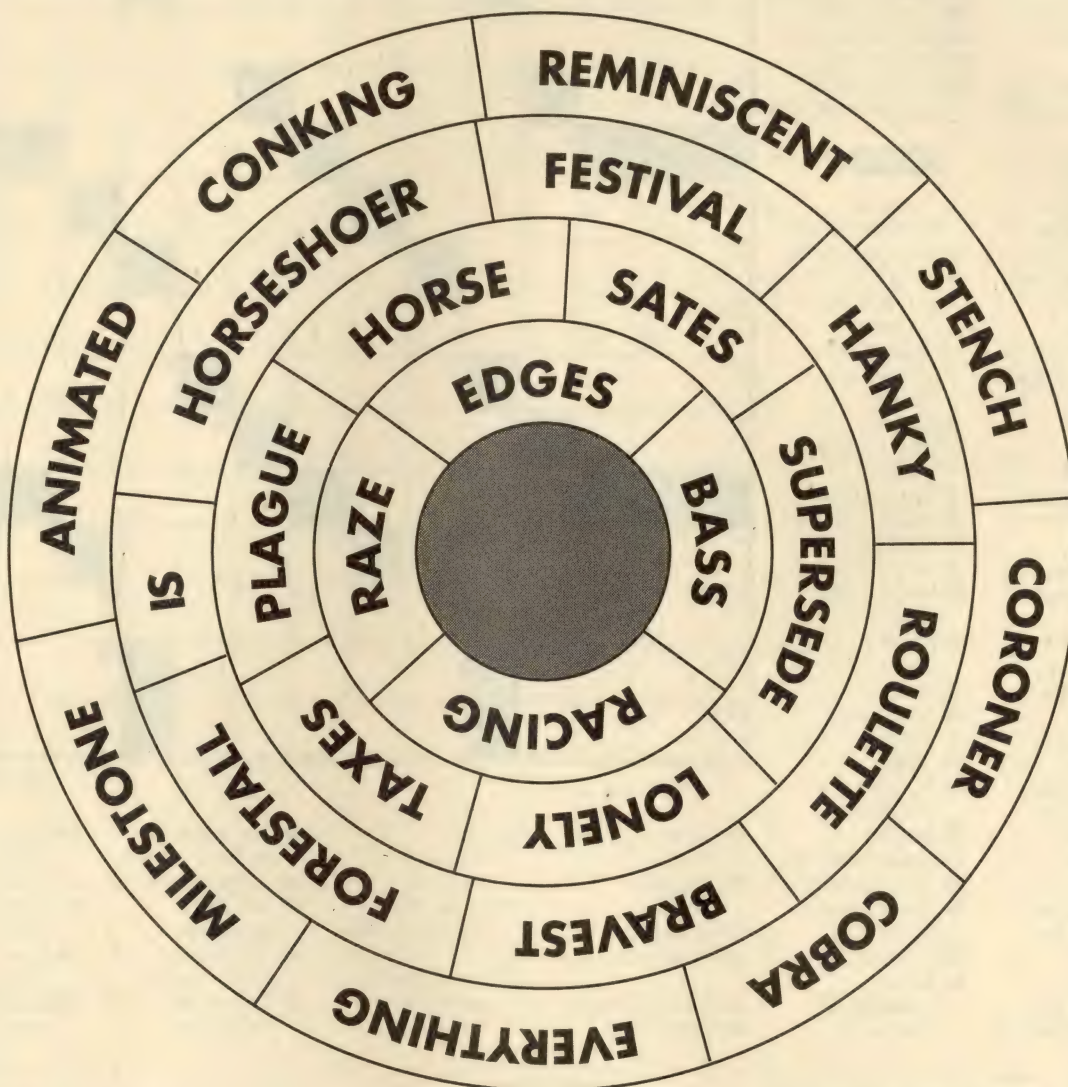 REMINISCENT
STENCH
CORONER
COBRA
EVERYTHING
MILESTONE
ANIMATED
CONKING
FESTIVAL
HANKY
ROULETTE
BRAVEST
FORESTALL
IS
HORSESHOER
HORSE
SATES
SUPERSEDE
LONELY
TAXES
PLAGUE
EDGES
BASS
RACING
RAZE